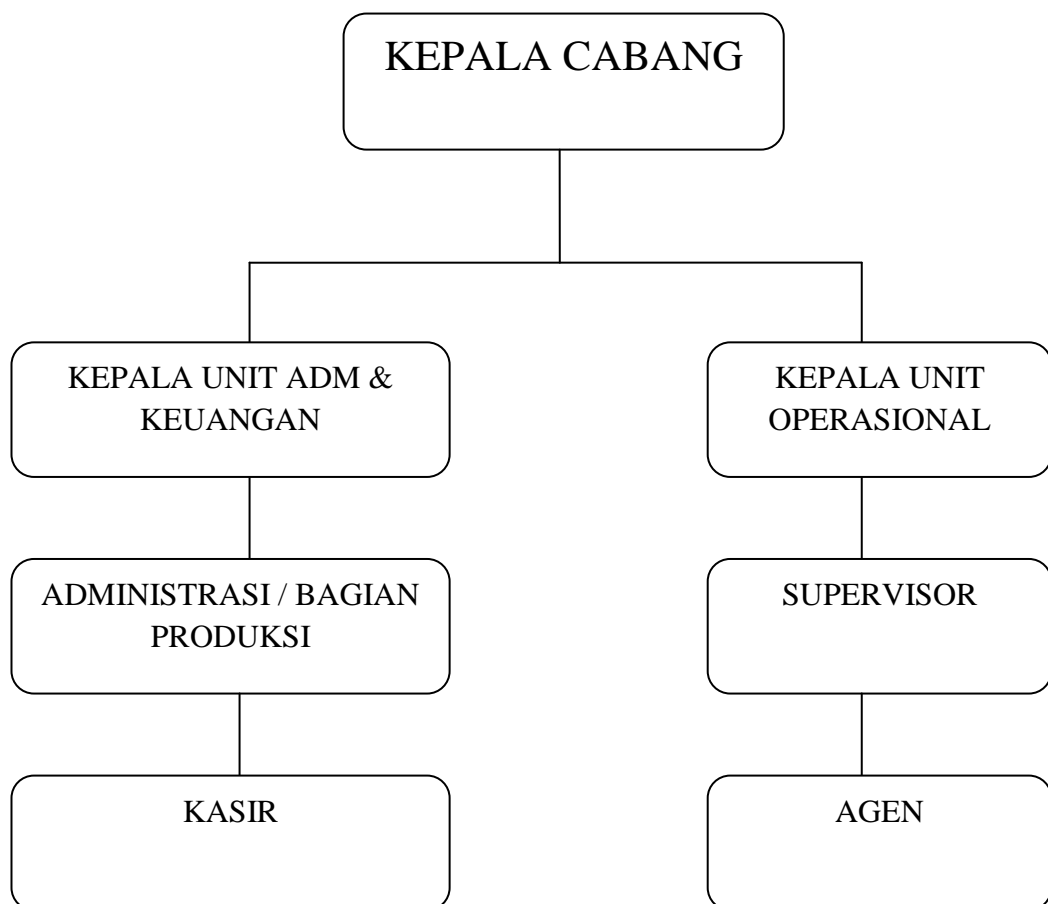 KEPALA CABANG
KEPALA UNIT ADM &
KEUANGAN
KEPALA UNIT
OPERASIONAL
ADMINISTRASI / BAGIAN
PRODUKSI
SUPERVISOR
KASIR
AGEN